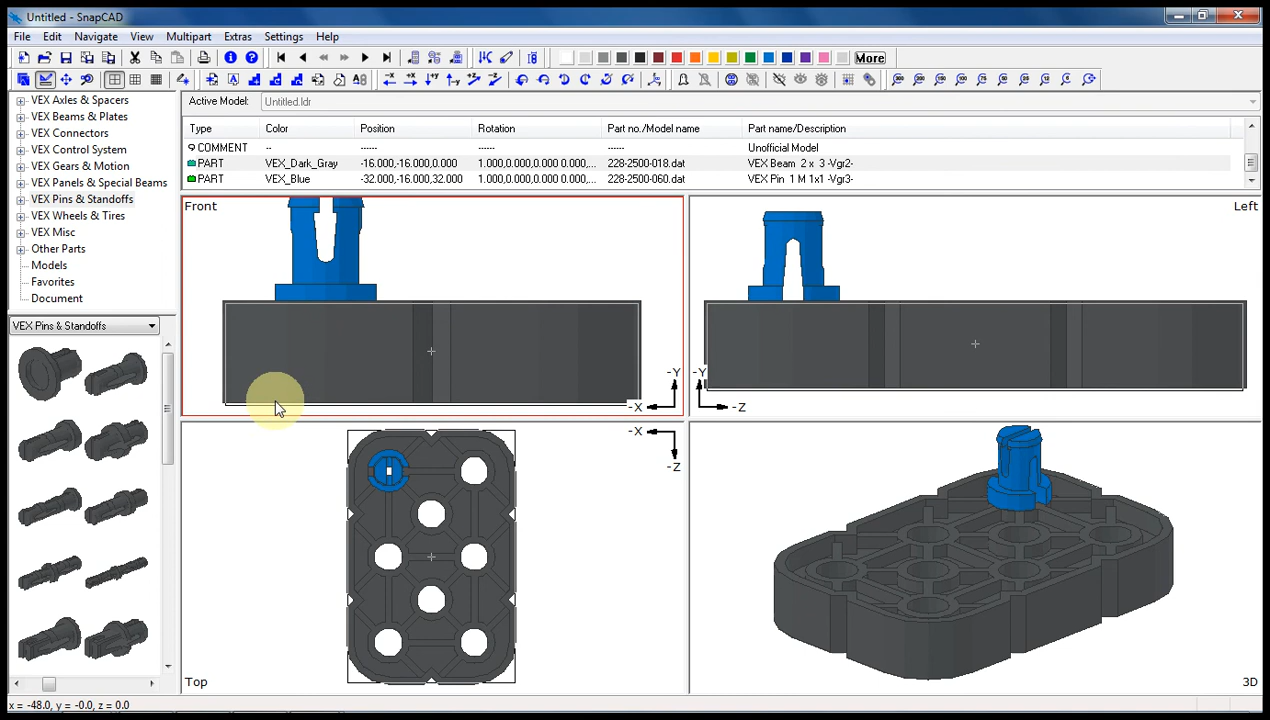 Untitled - SnapCAD
File Edit Navigate View Multipart Extras Settings Help
More
VEX Axles & Spacers
VEX Beams & Plates
VEX Connectors
VEX Control System
VEX Gears & Motion
VEX Panels & Special Beams
VEX Pins & Standoffs
VEX Wheels & Tires
VEX Misc
Other Parts
Models
Favorites
Document
VEX Pins & Standoffs
Active Model: Untitled.ldr
Type Color Position Rotation Part no./Model name Part name/Description
COMMENT -- ------ ------ ------ Unofficial Model
PART VEX_Dark_Gray -16.000,-16.000,0.000 1.000,0.000,0.000 0.000,... 228-2500-018.dat VEX Beam 2 x 3 -Vgr2-
PART VEX_Blue -32.000,-16.000,32.000 1.000,0.000,0.000 0.000,... 228-2500-060.dat VEX Pin 1 M 1x1 -Vgr3-
Front
-Y
-X
Left
-Y
-Z
Top
-X
-Z
3D
x = -48.0, y = -0.0, z = 0.0